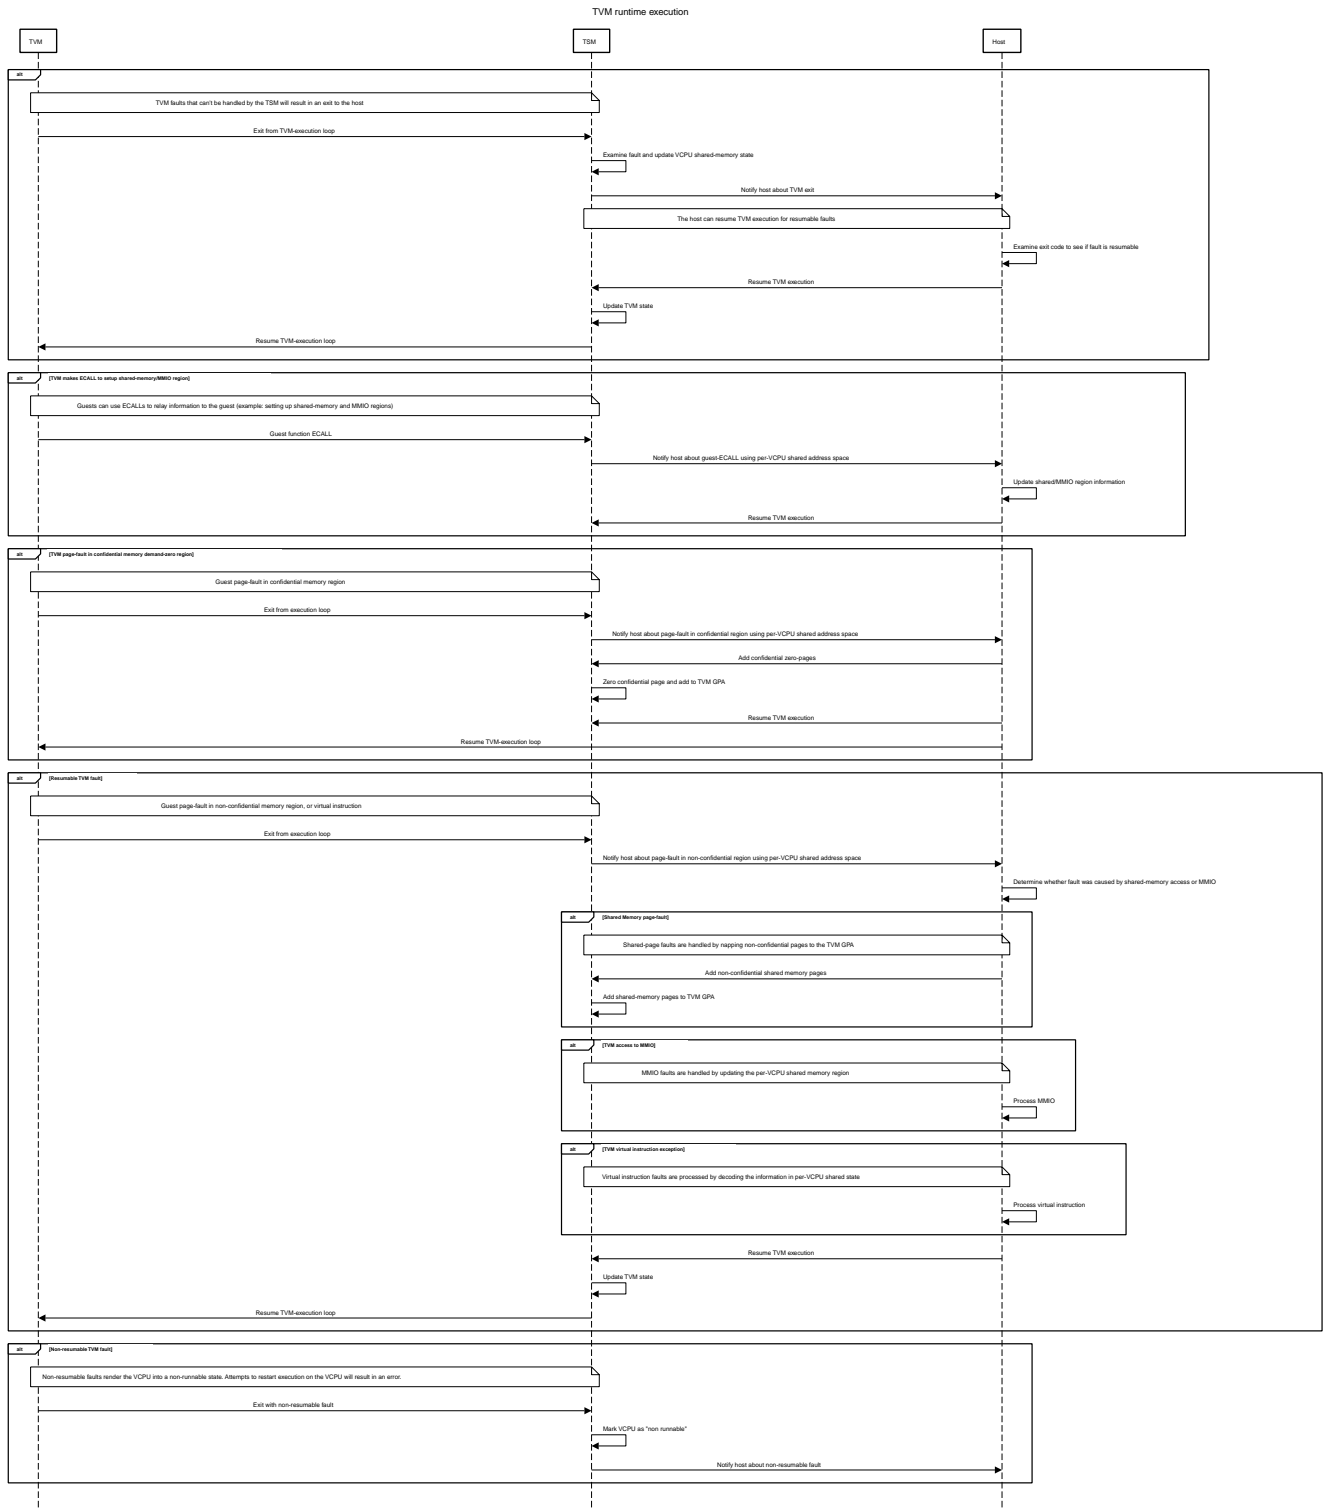 TVM runtime execution
TVM
TSM
Host
alt
TVM faults that can't be handled by the TSM will result in an exit to the host
Exit from TVM-execution loop
Examine fault and update VCPU shared-memory state
Notify host about TVM exit
The host can resume TVM execution for resumable faults
Examine exit code to see if fault is resumable
Resume TVM execution
Update TVM state
Resume TVM-execution loop
alt [TVM makes ECALL to setup shared-memory/MMIO region]
Guests can use ECALLs to relay information to the guest (example: setting up shared-memory and MMIO regions)
Guest function ECALL
Notify host about guest-ECALL using per-VCPU shared address space
Update shared/MMIO region information
Resume TVM execution
alt [TVM page-fault in confidential memory demand-zero region]
Guest page-fault in confidential memory region
Exit from execution loop
Notify host about page-fault in confidential region using per-VCPU shared address space
Add confidential zero-pages
Zero confidential page and add to TVM GPA
Resume TVM execution
Resume TVM-execution loop
alt [Resumable TVM fault]
Guest page-fault in non-confidential memory region, or virtual instruction
Exit from execution loop
Notify host about page-fault in non-confidential region using per-VCPU shared address space
Determine whether fault was caused by shared-memory access or MMIO
alt [Shared Memory page-fault]
Shared-page faults are handled by napping non-confidential pages to the TVM GPA
Add non-confidential shared memory pages
Add shared-memory pages to TVM GPA
alt [TVM access to MMIO]
MMIO faults are handled by updating the per-VCPU shared memory region
Process MMIO
alt [TVM virtual instruction exception]
Virtual instruction faults are processed by decoding the information in per-VCPU shared state
Process virtual instruction
Resume TVM execution
Update TVM state
Resume TVM-execution loop
alt [Non-resumable TVM fault]
Non-resumable faults render the VCPU into a non-runnable state. Attempts to restart execution on the VCPU will result in an error.
Exit with non-resumable fault
Mark VCPU as "non runnable"
Notify host about non-resumable fault